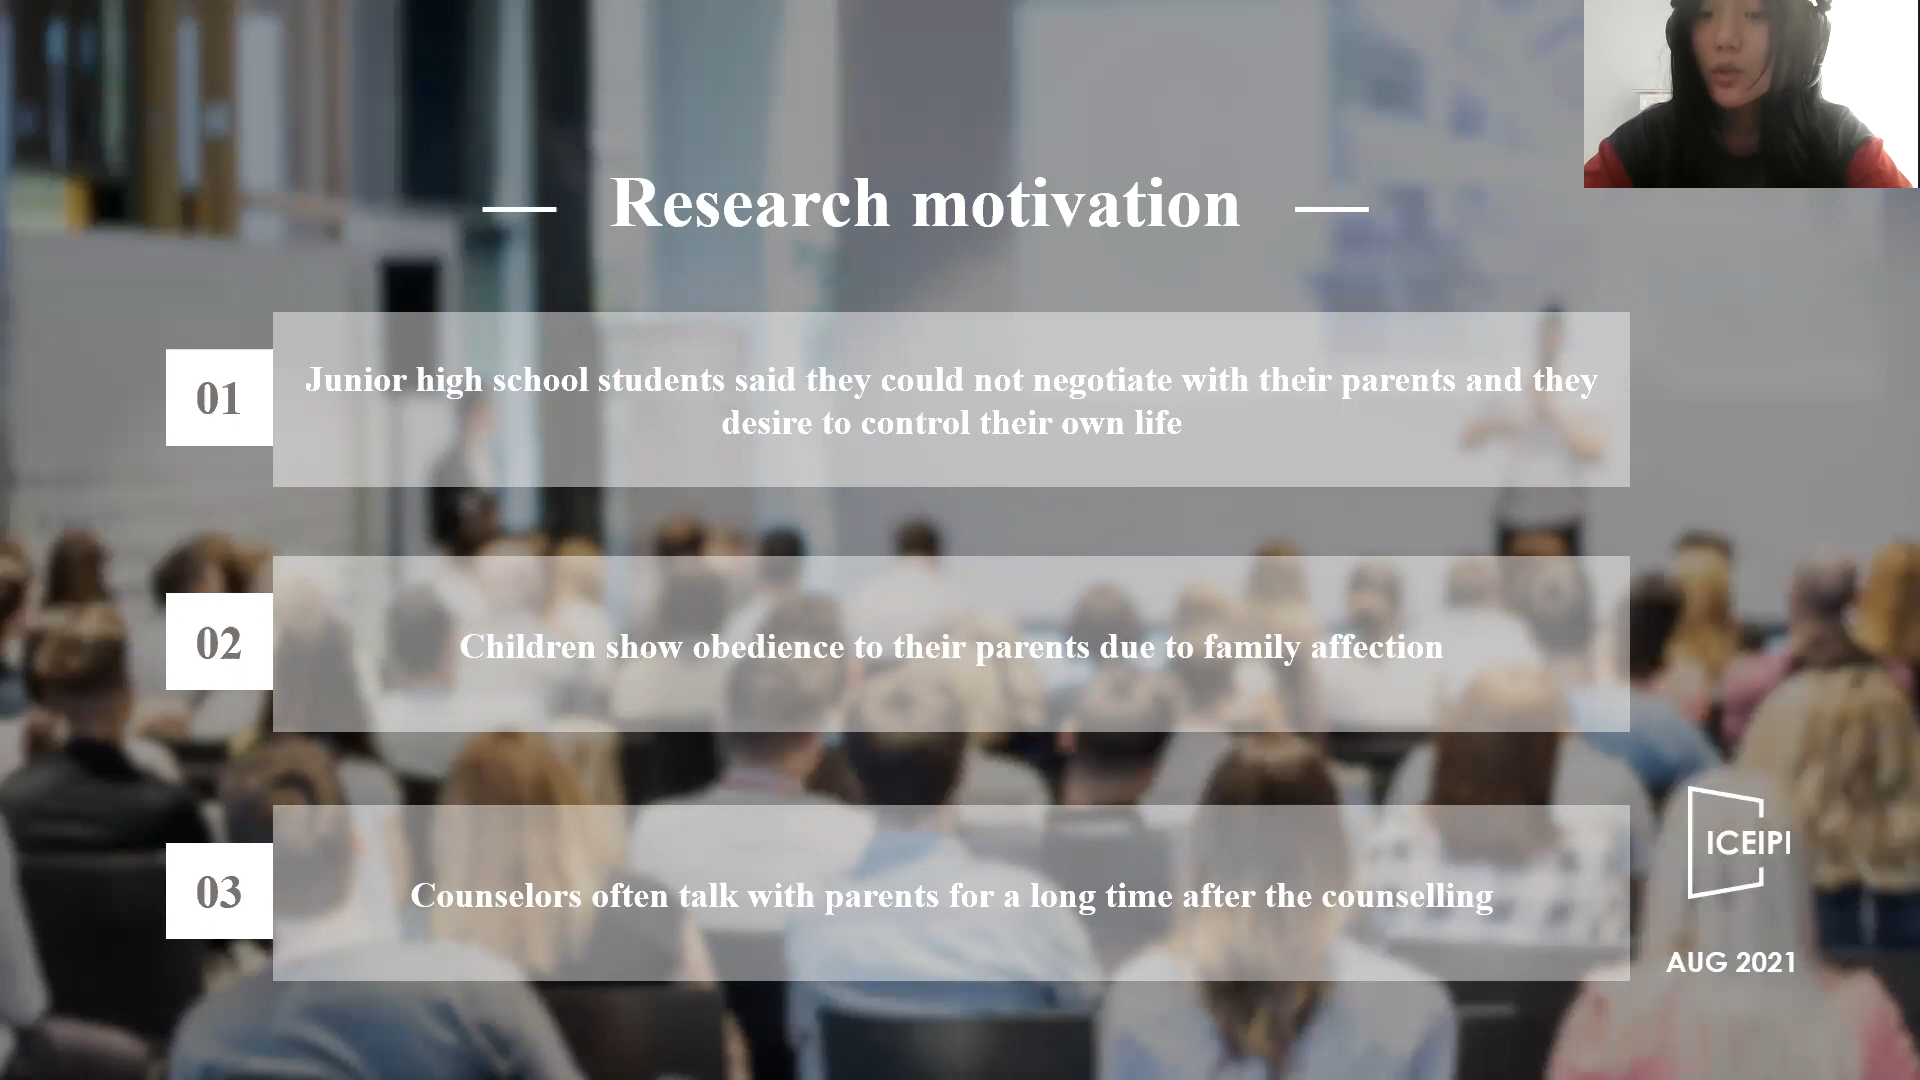 Research motivation
01
Junior high school students said they could not negotiate with their parents and they
desire to control their own life
02
Children show obedience to their parents due to family affection
03
Counselors often talk with parents for a long time after the counselling
ICEIPI
AUG 2021